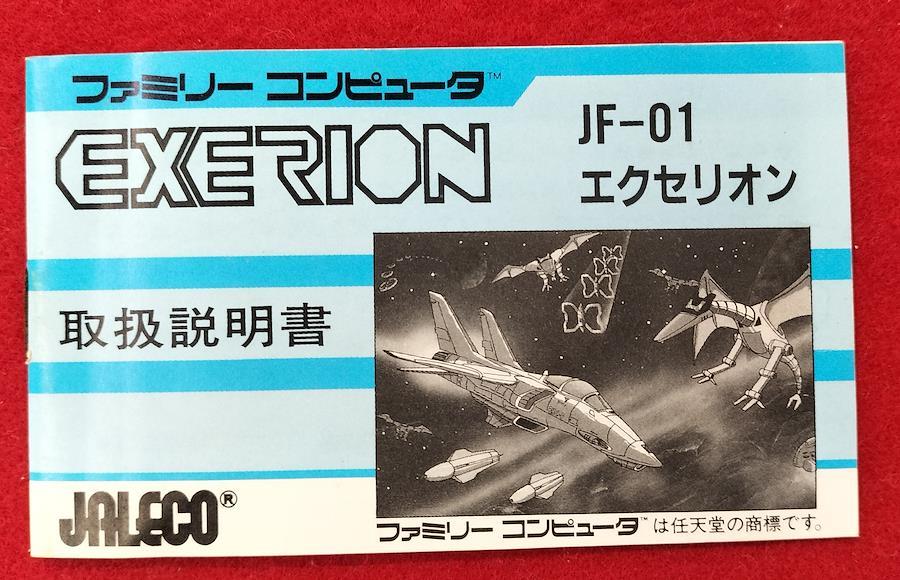 ファミリー コンピュータ™
EXERION
JF-01
エクセリオン
取扱説明書
JALECO®
ファミリー コンピュータ™は任天堂の商標です。